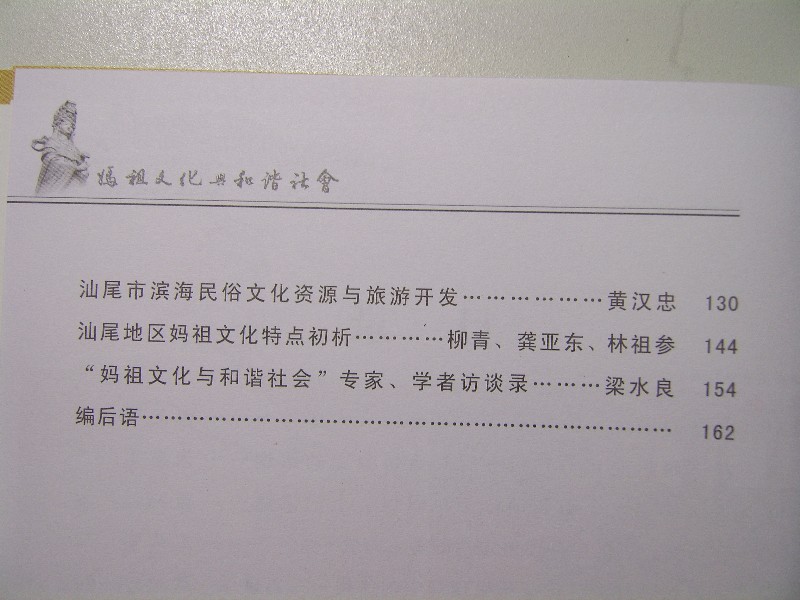 妈祖文化與和谐社會
汕尾市滨海民俗文化资源与旅游开发………………黄汉忠 130
汕尾地区妈祖文化特点初析…………柳青、龚亚东、林祖参 144
“妈祖文化与和谐社会”专家、学者访谈录………梁水良 154
编后语……………………………………………………………… 162